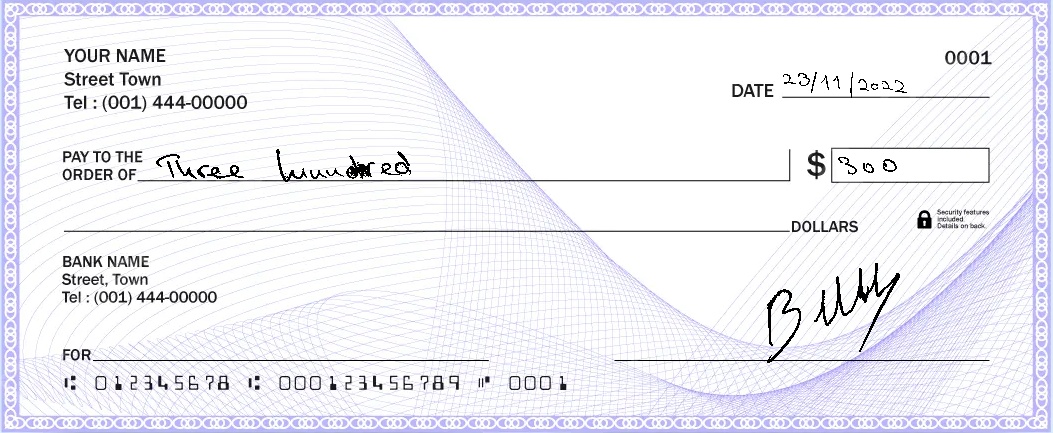 YOUR NAME
0001
Street Town
DATE 23/11/2022
Tel : (001) 444-00000
PAY TO THE
ORDER OF Three hundred $ 300
DOLLARS
Security features
included.
Details on back.
BANK NAME
Street, Town
Tel : (001) 444-00000
FOR
⑆ 012345678 ⑆ 000123456789 ⑈ 0001